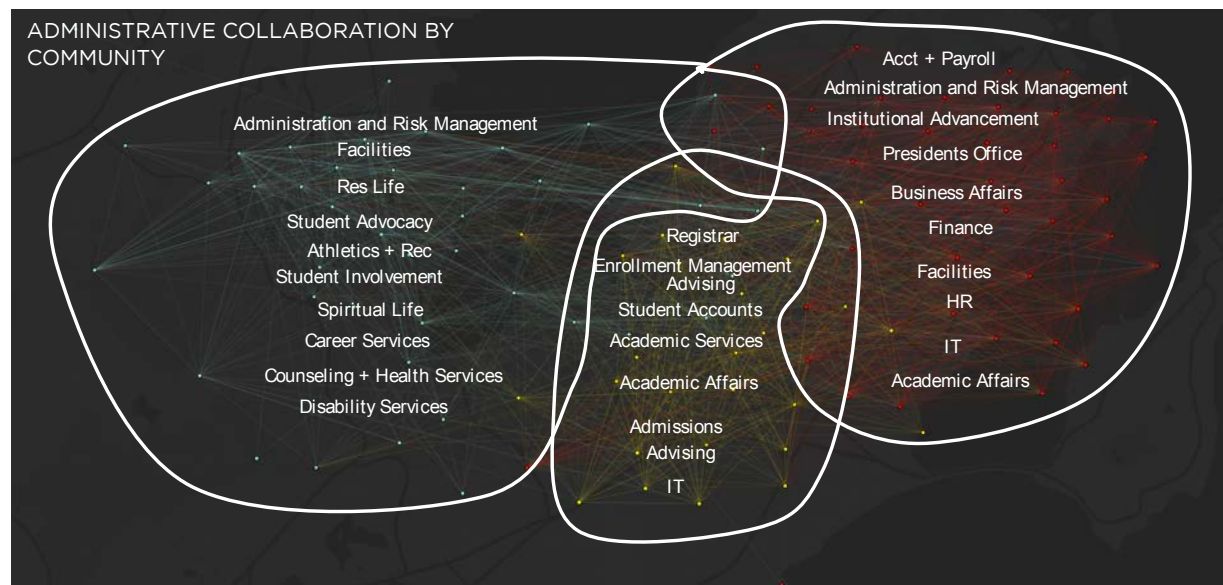 ADMINISTRATIVE COLLABORATION BY
COMMUNITY
Administration and Risk Management
Facilities
Res Life
Student Advocacy
Athletics + Rec
Student Involvement
Spiritual Life
Career Services
Counseling + Health Services
Disability Services
Registrar
Enrollment Management
Advising
Student Accounts
Academic Services
Academic Affairs
Admissions
Advising
IT
Acct + Payroll
Administration and Risk Management
Institutional Advancement
Presidents Office
Business Affairs
Finance
Facilities
HR
IT
Academic Affairs